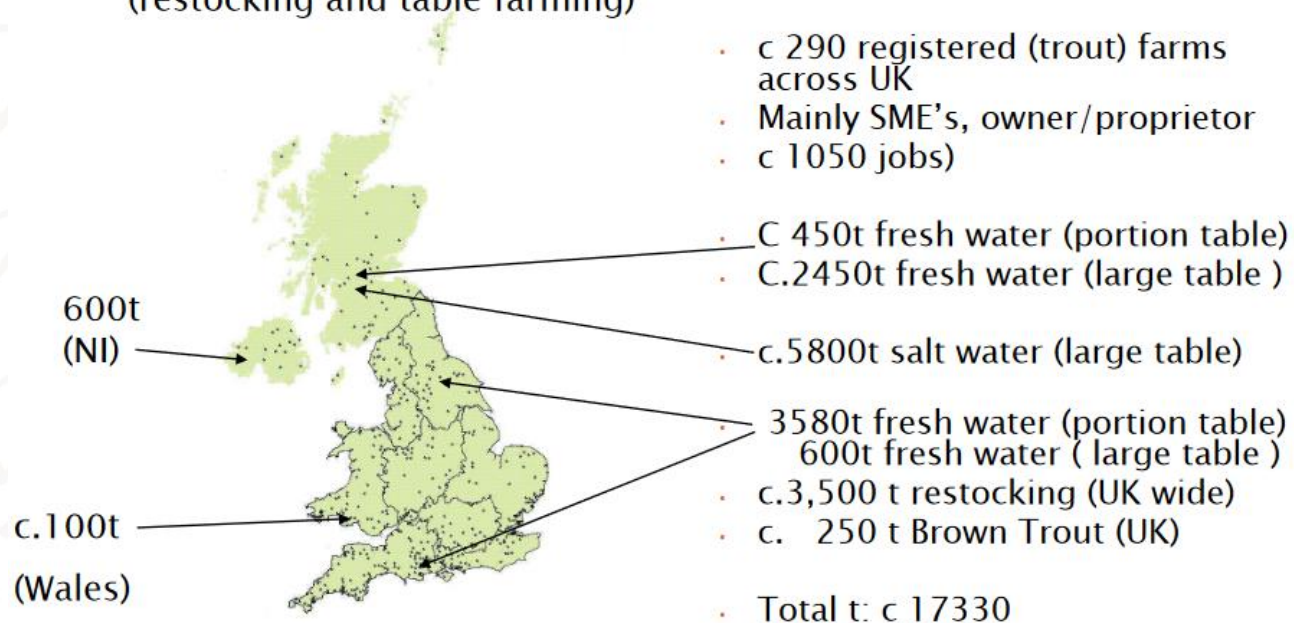 (restocking and table farming)
· c 290 registered (trout) farms
across UK
· Mainly SME's, owner/proprietor
· c 1050 jobs)
· C 450t fresh water (portion table)
· C.2450t fresh water (large table )
· c.5800t salt water (large table)
· 3580t fresh water (portion table)
600t fresh water ( large table )
· c.3,500 t restocking (UK wide)
· c. 250 t Brown Trout (UK)
· Total t: c 17330
600t
(NI)
c.100t
(Wales)